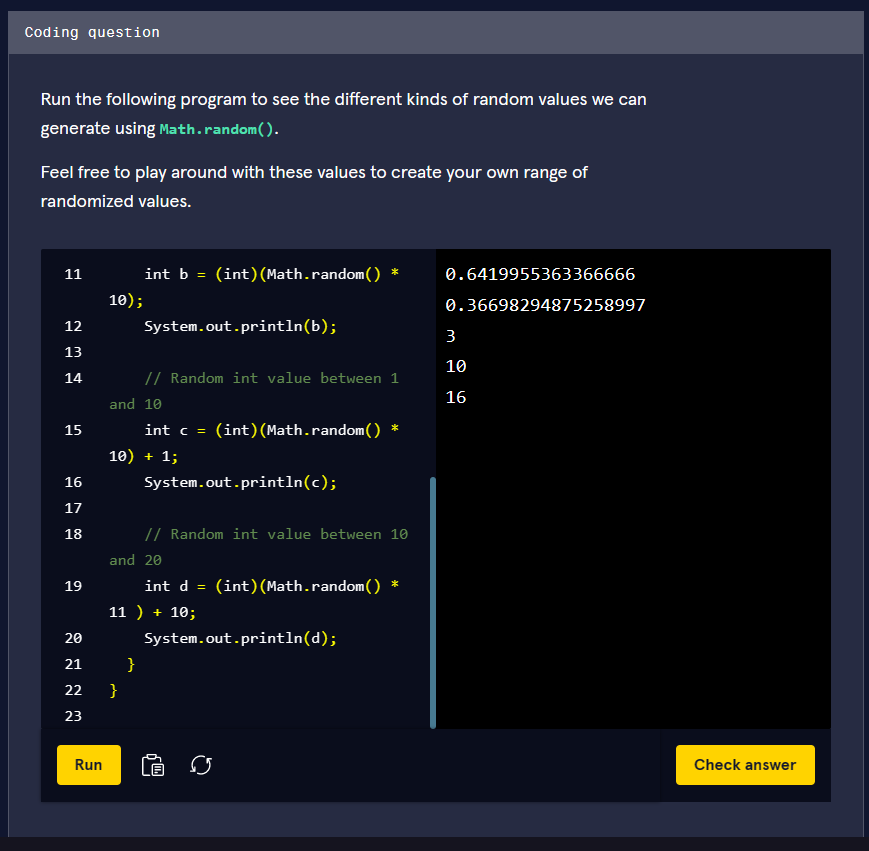 Coding question
Run the following program to see the different kinds of random values we can
generate using Math.random().
Feel free to play around with these values to create your own range of
randomized values.
11 int b = (int)(Math.random() *
10);
12 System.out.println(b);
13
14 // Random int value between 1
and 10
15 int c = (int)(Math.random() *
10) + 1;
16 System.out.println(c);
17
18 // Random int value between 10
and 20
19 int d = (int)(Math.random() *
11 ) + 10;
20 System.out.println(d);
21 }
22 }
23
0.6419955363366666
0.36698294875258997
3
10
16
Run
Check answer